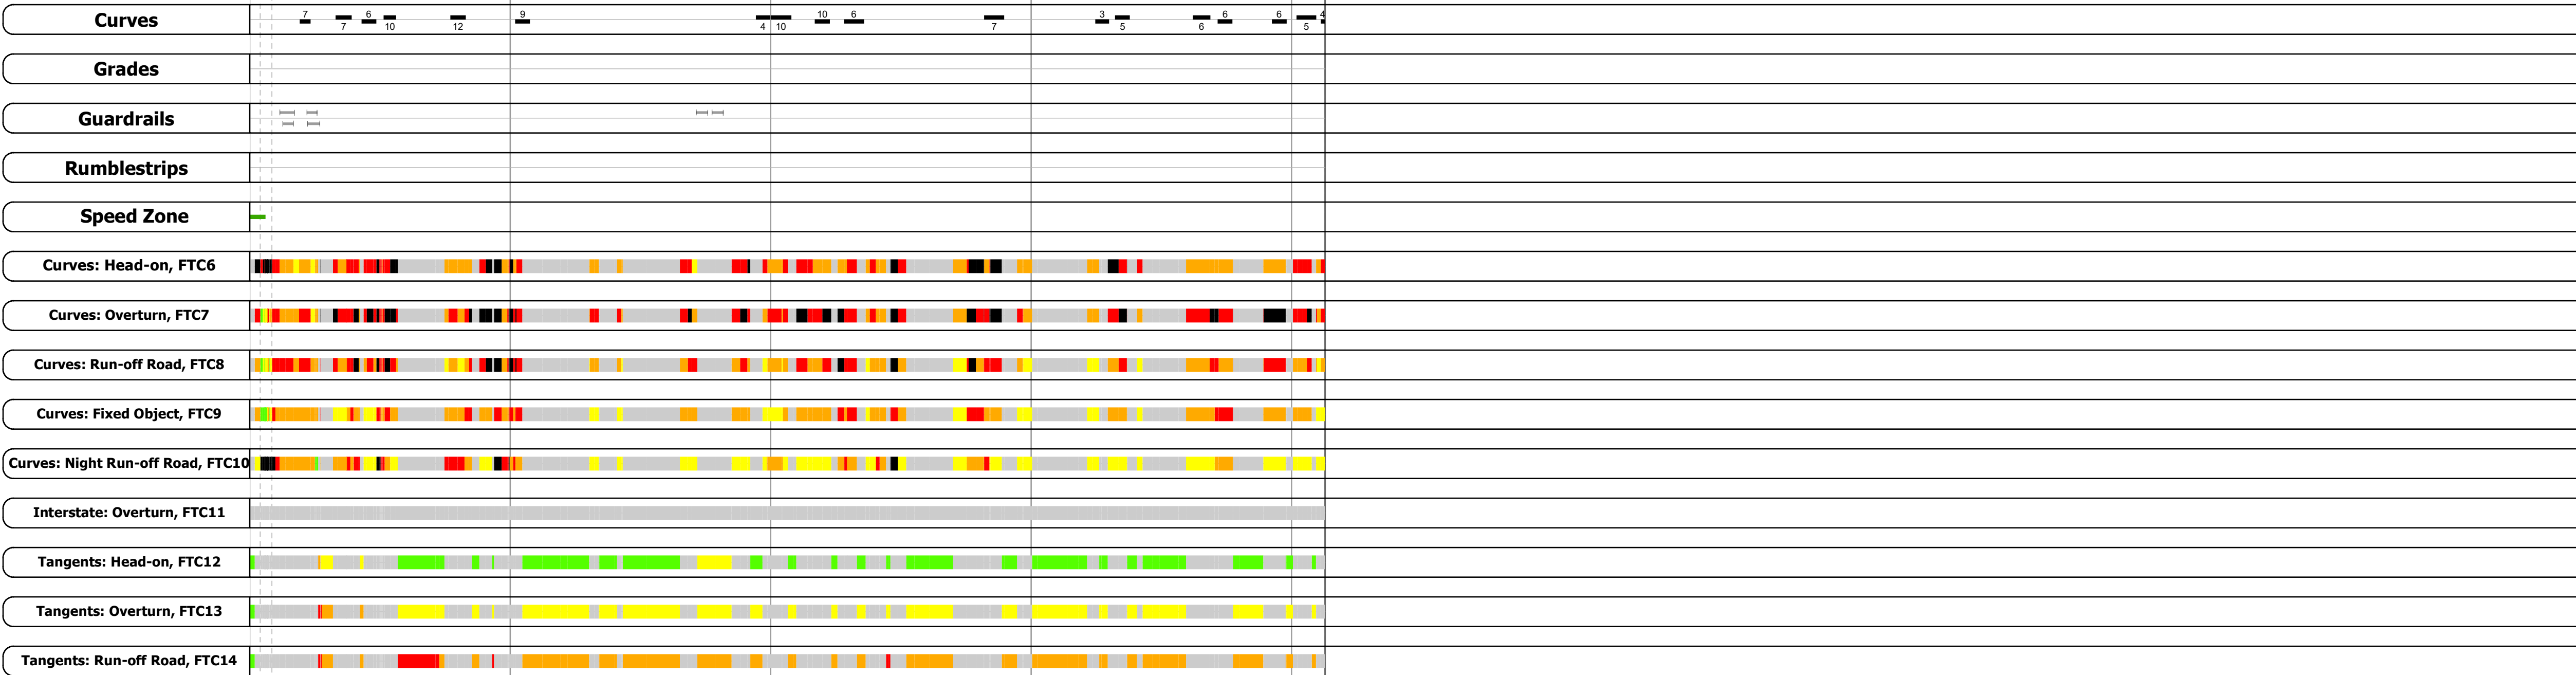 7 6 9 10 6 3 6 6 4
Curves
7 10 12 4 10 7 5 6 5
Grades
Guardrails
Rumblestrips
Speed Zone
Curves: Head-on, FTC6
Curves: Overturn, FTC7
Curves: Run-off Road, FTC8
Curves: Fixed Object, FTC9
Curves: Night Run-off Road, FTC10
Interstate: Overturn, FTC11
Tangents: Head-on, FTC12
Tangents: Overturn, FTC13
Tangents: Run-off Road, FTC14